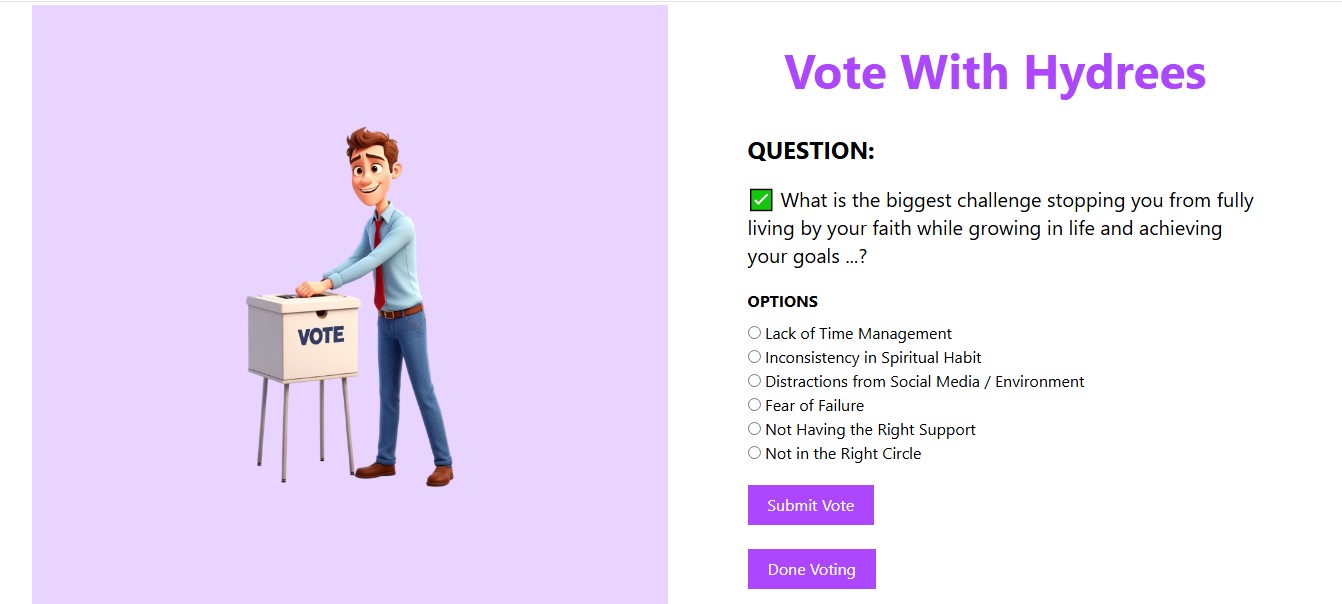 Vote With Hydrees
QUESTION:
✅ What is the biggest challenge stopping you from fully
living by your faith while growing in life and achieving
your goals ...?
OPTIONS
Lack of Time Management
Inconsistency in Spiritual Habit
Distractions from Social Media / Environment
Fear of Failure
Not Having the Right Support
Not in the Right Circle
Submit Vote
Done Voting
VOTE